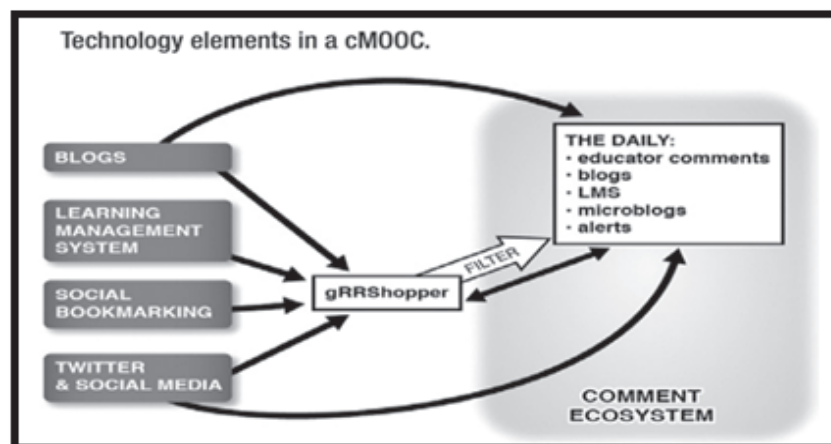 Technology elements in a cMOOC.
BLOGS
LEARNING
MANAGEMENT
SYSTEM
SOCIAL
BOOKMARKING
TWITTER
& SOCIAL MEDIA
gRRShopper
FILTER
THE DAILY:
· educator comments
· blogs
· LMS
· microblogs
· alerts
COMMENT
ECOSYSTEM